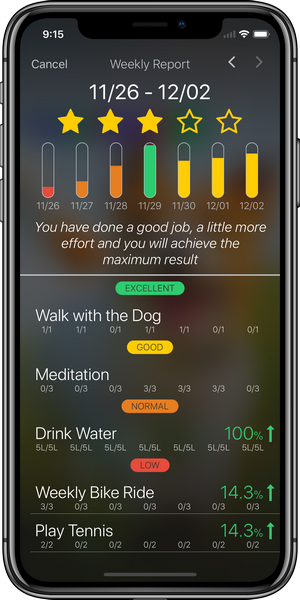 9:15
Cancel Weekly Report
11/26 - 12/02
11/26 11/27 11/28 11/29 11/30 12/01 12/02
You have done a good job, a little more
effort and you will achieve the
maximum result
EXCELLENT
Walk with the Dog
1/1 1/1 0/1 1/1 1/1 0/1 0/1
GOOD
Meditation
0/3 0/3 0/3 3/3 3/3 3/3 0/3
NORMAL
Drink Water 100%
5L/5L 5L/5L 5L/5L 5L/5L 5L/5L 5L/5L 5L/5L
LOW
Weekly Bike Ride 14.3%
3/3 0/3 0/3 0/3 0/3 0/3 0/3
Play Tennis 14.3%
2/2 0/2 0/2 0/2 0/2 0/2 0/2